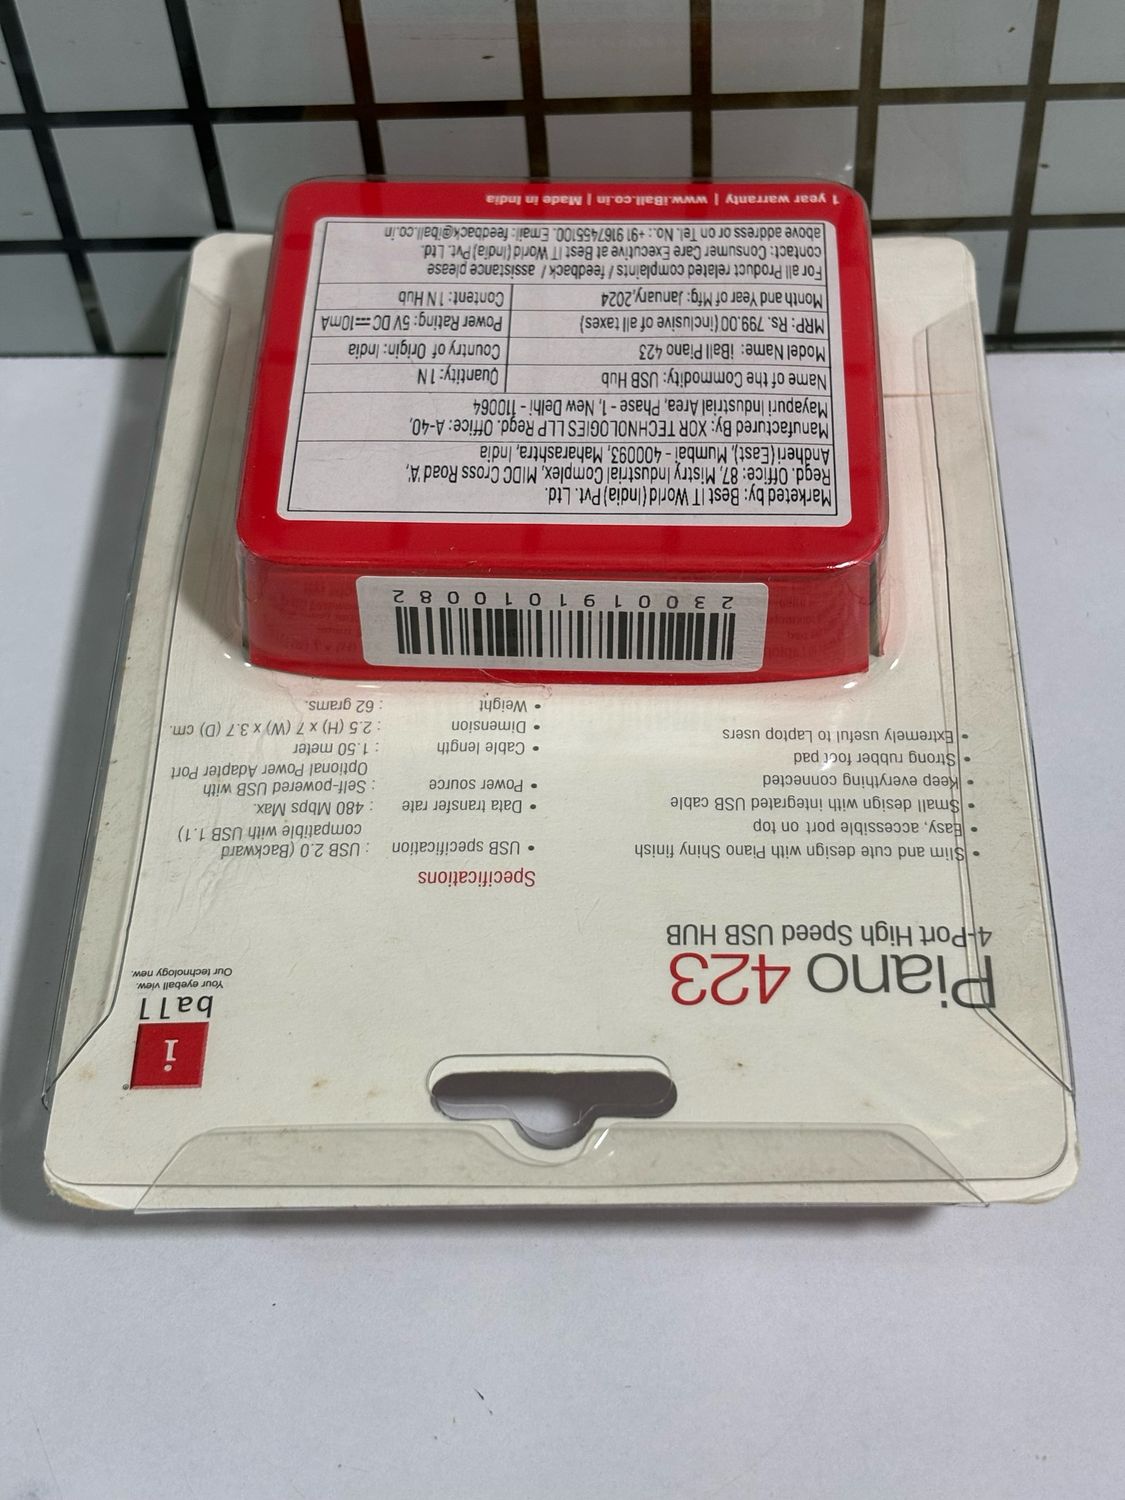 Piano 423
4-Port High Speed USB HUB
i
ball
Your eyeball view.
Our technology new.
• Slim and cute design with Piano Shiny finish
• Easy, accessible port on top
• Small design with integrated USB cable
• Keep everything connected
• Strong rubber foot pad
• Extremely useful to Laptop users
Specifications
• USB specification : USB 2.0 (Backward
compatible with USB 1.1)
• Data transfer rate : 480 Mbps Max.
• Power source : Self-powered USB with
Optional Power Adapter Port
• Cable length : 1.50 meter
• Dimension : 2.5 (H) x 7 (W) x 3.7 (D) cm.
• Weight : 62 grams.
2300191010082
Marketed by: Best IT World (India) Pvt. Ltd.
Regd. Office: 87, Mistry Industrial Complex, MIDC Cross Road 'A',
Andheri (East), Mumbai - 400093, Maharashtra, India
Manufactured By: XOR TECHNOLOGIES LLP Regd. Office: A-40,
Mayapuri Industrial Area, Phase - 1, New Delhi - 110064
Name of the Commodity: USB Hub Quantity: 1 N
Model Name: iBall Piano 423 Country of Origin: India
MRP: Rs. 799.00 (inclusive of all taxes) Power Rating: 5V DC ⎓ 10mA
Month and Year of Mfg: January,2024 Content: 1 N Hub
For all Product related complaints / feedback / assistance please
contact: Consumer Care Executive at Best IT World (India) Pvt. Ltd.
above address or on Tel. No.: +91 9167455100. Email: feedback@iball.co.in
1 year warranty | www.iBall.co.in | Made in India